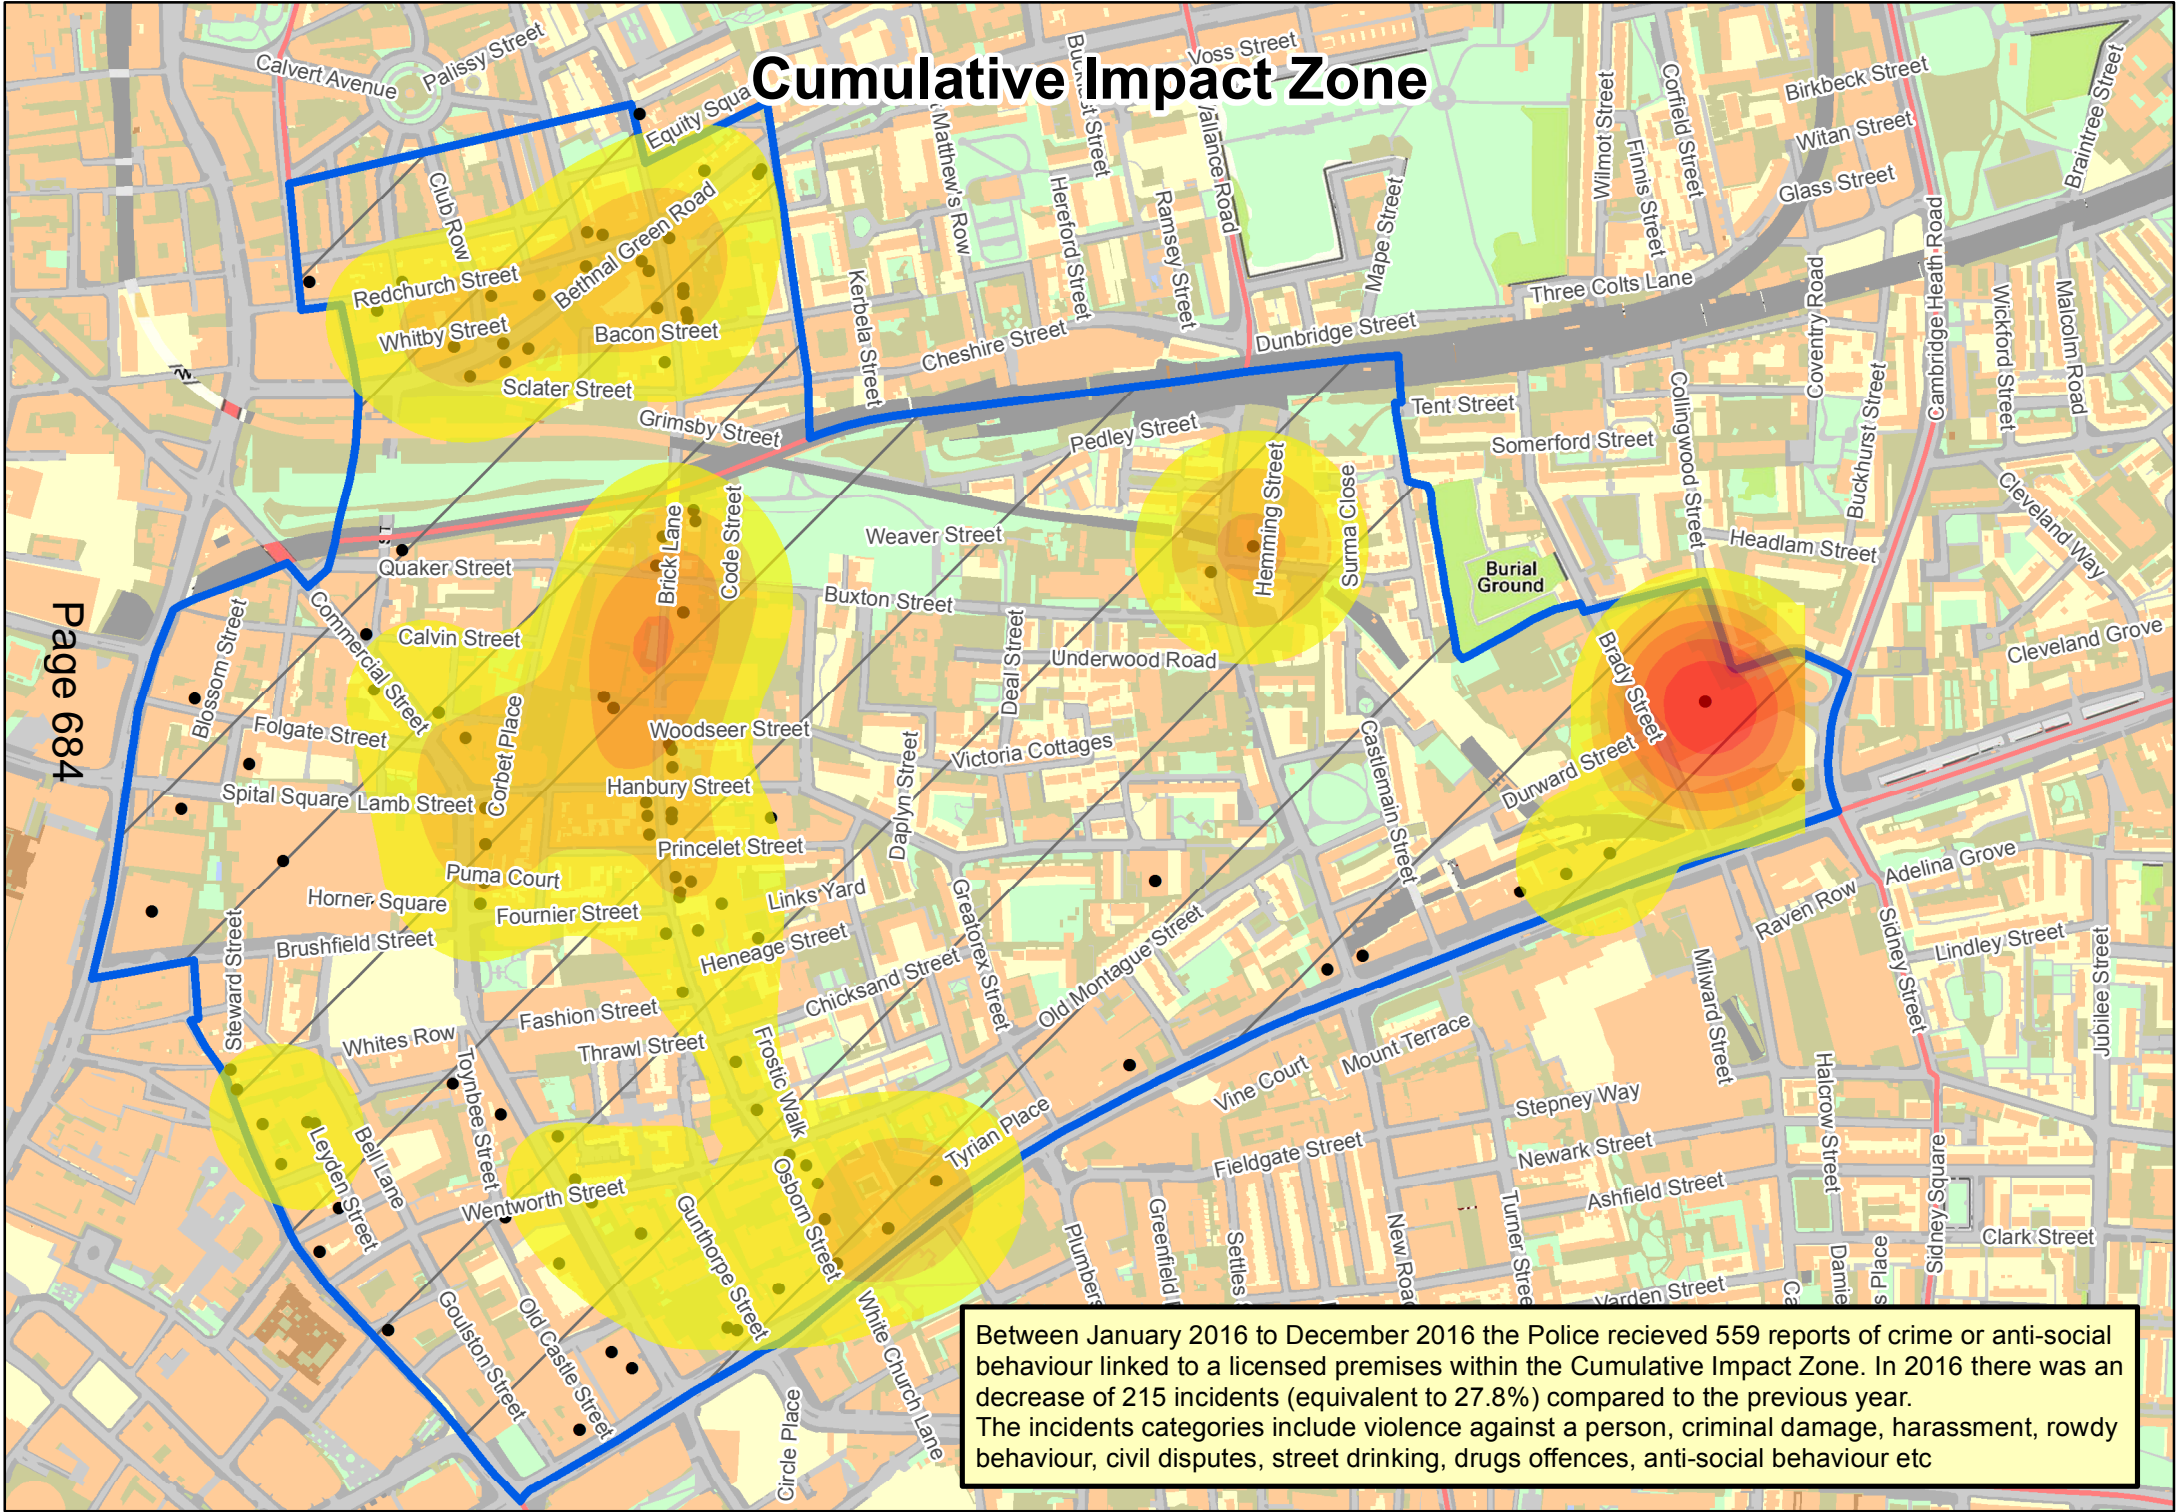 Cumulative Impact Zone
Calvert Avenue
Palissy Street
Voss Street
Equity Squa
Matthew's Row
Hereford Street
Ramsey Street
Mape Street
Wilmot Street
Finnis Street
Corfield Street
Birkbeck Street
Witan Street
Glass Street
Braintree Street
Cambridge Heath Road
Club Row
Redchurch Street
Bethnal Green Road
Whitby Street
Bacon Street
Sclater Street
Grimsby Street
Kerbela Street
Cheshire Street
Dunbridge Street
Three Colts Lane
Coventry Road
Wickford Street
Malcolm Road
Buckhurst Street
Collingwood Street
Tent Street
Somerford Street
Pedley Street
Hemming Street
Surma Close
Cleveland Way
Headlam Street
Burial
Ground
Weaver Street
Code Street
Brick Lane
Quaker Street
Buxton Street
Blossom Street
Commercial Street
Calvin Street
Underwood Road
Deal Street
Brady Street
Cleveland Grove
Page 684
Folgate Street
Corbet Place
Woodseer Street
Victoria Cottages
Daplyn Street
Castlemain Street
Durward Street
Spital Square
Lamb Street
Hanbury Street
Princelet Street
Puma Court
Horner Square
Fournier Street
Links Yard
Greatorex Street
Adelina Grove
Raven Row
Brushfield Street
Steward Street
Heneage Street
Chicksand Street
Old Montague Street
Milward Street
Sidney Street
Lindley Street
Jubilee Street
Fashion Street
Whites Row
Thrawl Street
Toynbee Street
Frostic Walk
Vine Court
Mount Terrace
Stepney Way
Halcrow Street
Leyden Street
Bell Lane
Wentworth Street
Tyrian Place
Fieldgate Street
Newark Street
Ashfield Street
Sidney Square
Gunthorpe Street
Osborn Street
Plumbers
Greenfield
Settles
New Road
Turner Stree
Clark Street
Damie
s Place
Varden Street
Goulston Street
Old Castle Street
White Church Lane
Circle Place
Between January 2016 to December 2016 the Police recieved 559 reports of crime or anti-social
behaviour linked to a licensed premises within the Cumulative Impact Zone. In 2016 there was an
decrease of 215 incidents (equivalent to 27.8%) compared to the previous year.
The incidents categories include violence against a person, criminal damage, harassment, rowdy
behaviour, civil disputes, street drinking, drugs offences, anti-social behaviour etc